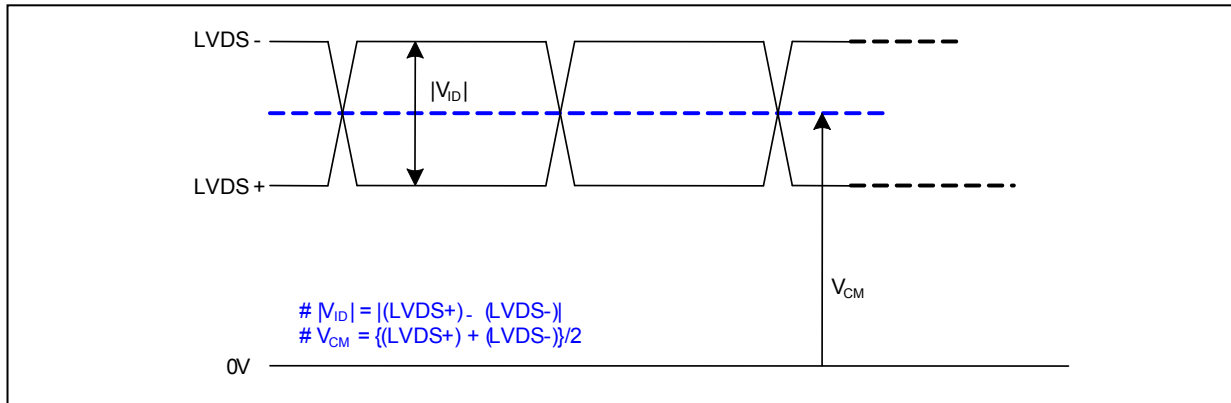 LVDS -
|VID|
LVDS +
VCM
# |VID| = |(LVDS+) - (LVDS-)|
# VCM = {(LVDS+) + (LVDS-)}/2
0V